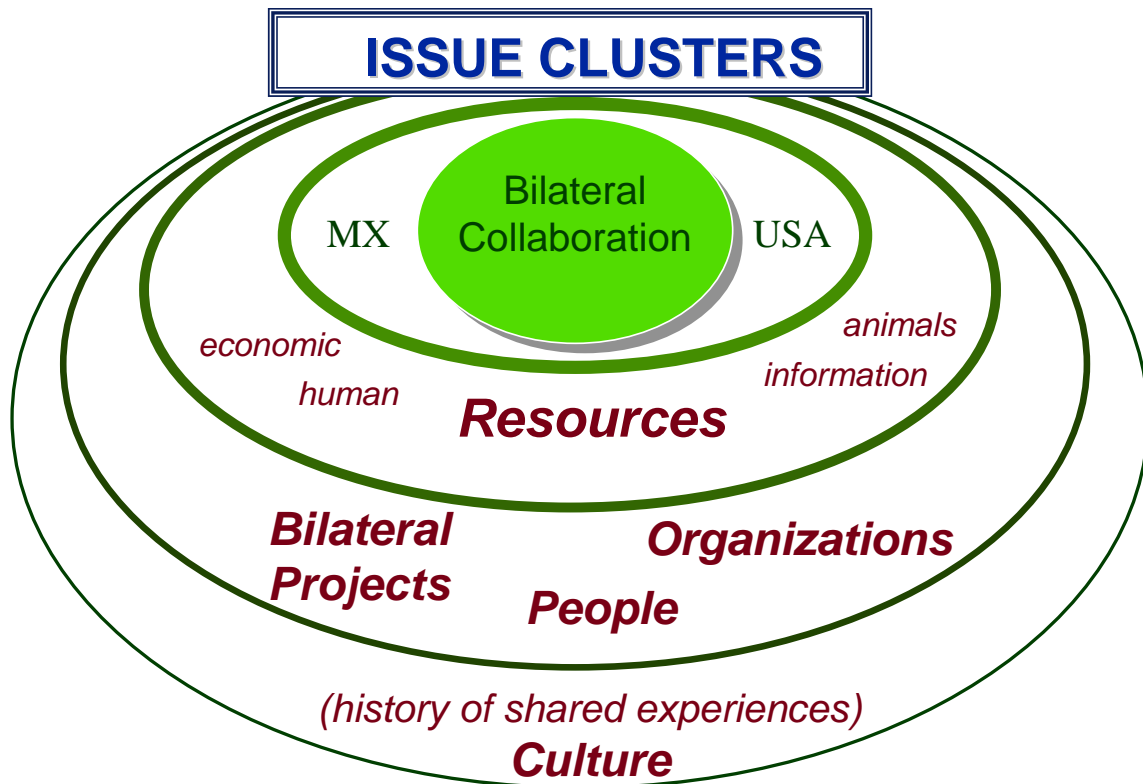 ISSUE CLUSTERS
Bilateral
Collaboration
MX
USA
economic
human
animals
information
Resources
Bilateral
Projects
Organizations
People
(history of shared experiences)
Culture